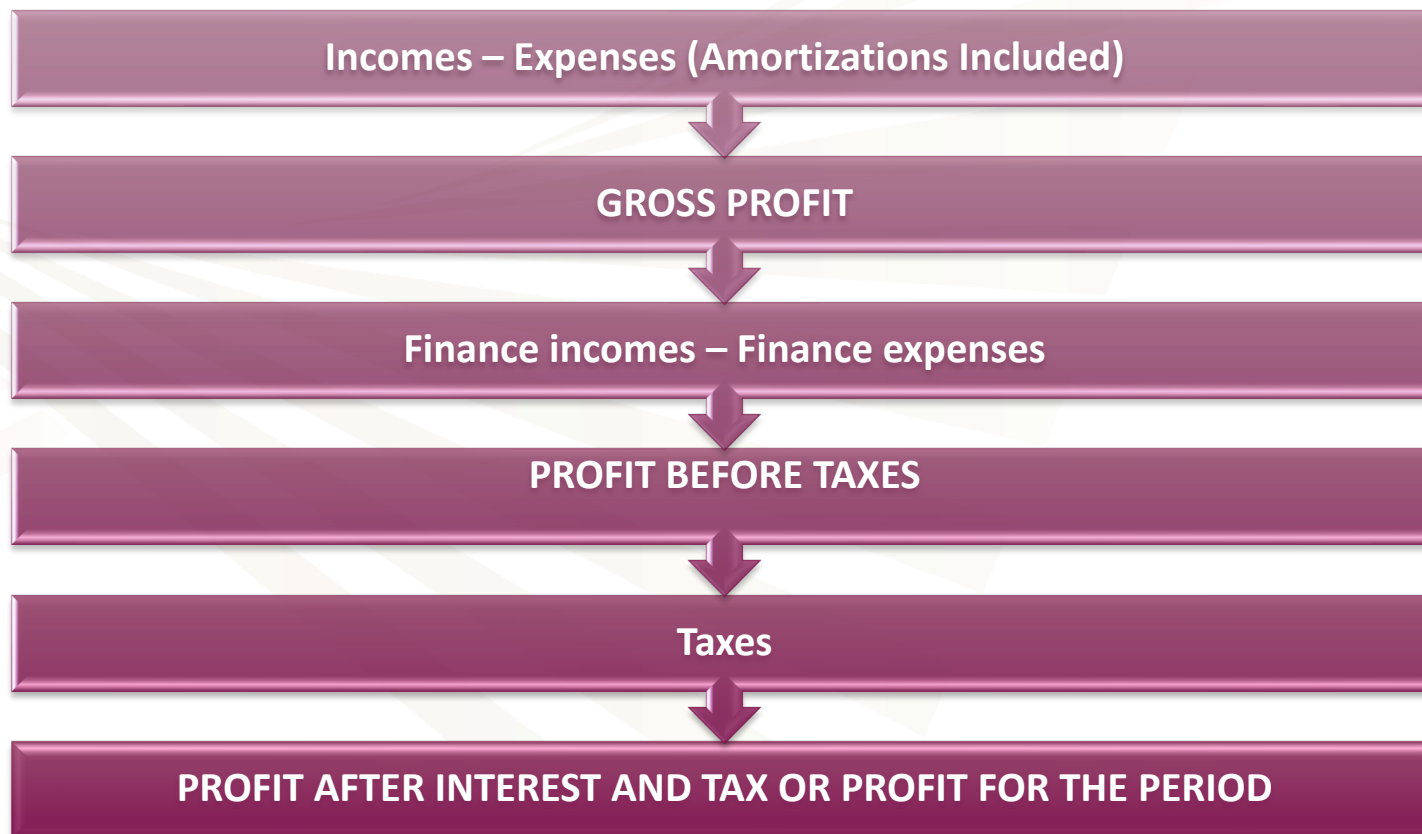 Incomes – Expenses (Amortizations Included)
GROSS PROFIT
Finance incomes – Finance expenses
PROFIT BEFORE TAXES
Taxes
PROFIT AFTER INTEREST AND TAX OR PROFIT FOR THE PERIOD